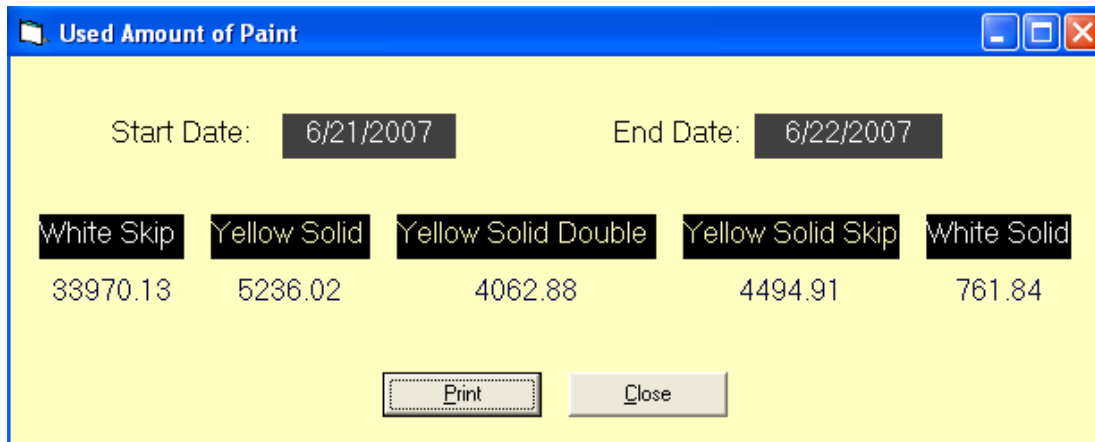 Used Amount of Paint
Start Date: 6/21/2007 End Date: 6/22/2007
White Skip Yellow Solid Yellow Solid Double Yellow Solid Skip White Solid
33970.13 5236.02 4062.88 4494.91 761.84
Print Close